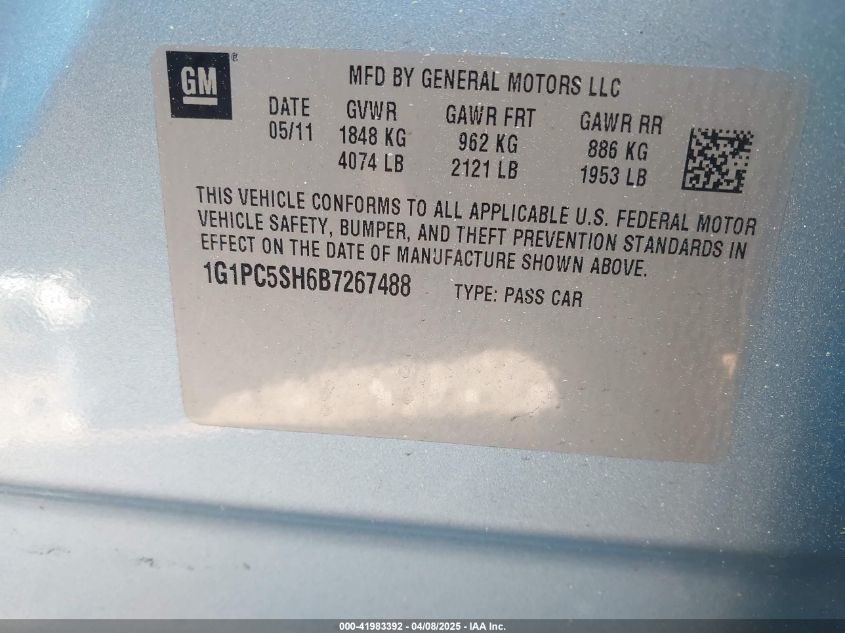 GM
MFD BY GENERAL MOTORS LLC
DATE GVWR GAWR FRT GAWR RR
05/11 1848 KG 962 KG 886 KG
4074 LB 2121 LB 1953 LB
THIS VEHICLE CONFORMS TO ALL APPLICABLE U.S. FEDERAL MOTOR
VEHICLE SAFETY, BUMPER, AND THEFT PREVENTION STANDARDS IN
EFFECT ON THE DATE OF MANUFACTURE SHOWN ABOVE.
1G1PC5SH6B7267488 TYPE: PASS CAR
000-41983392 - 04/08/2025 - IAA Inc.